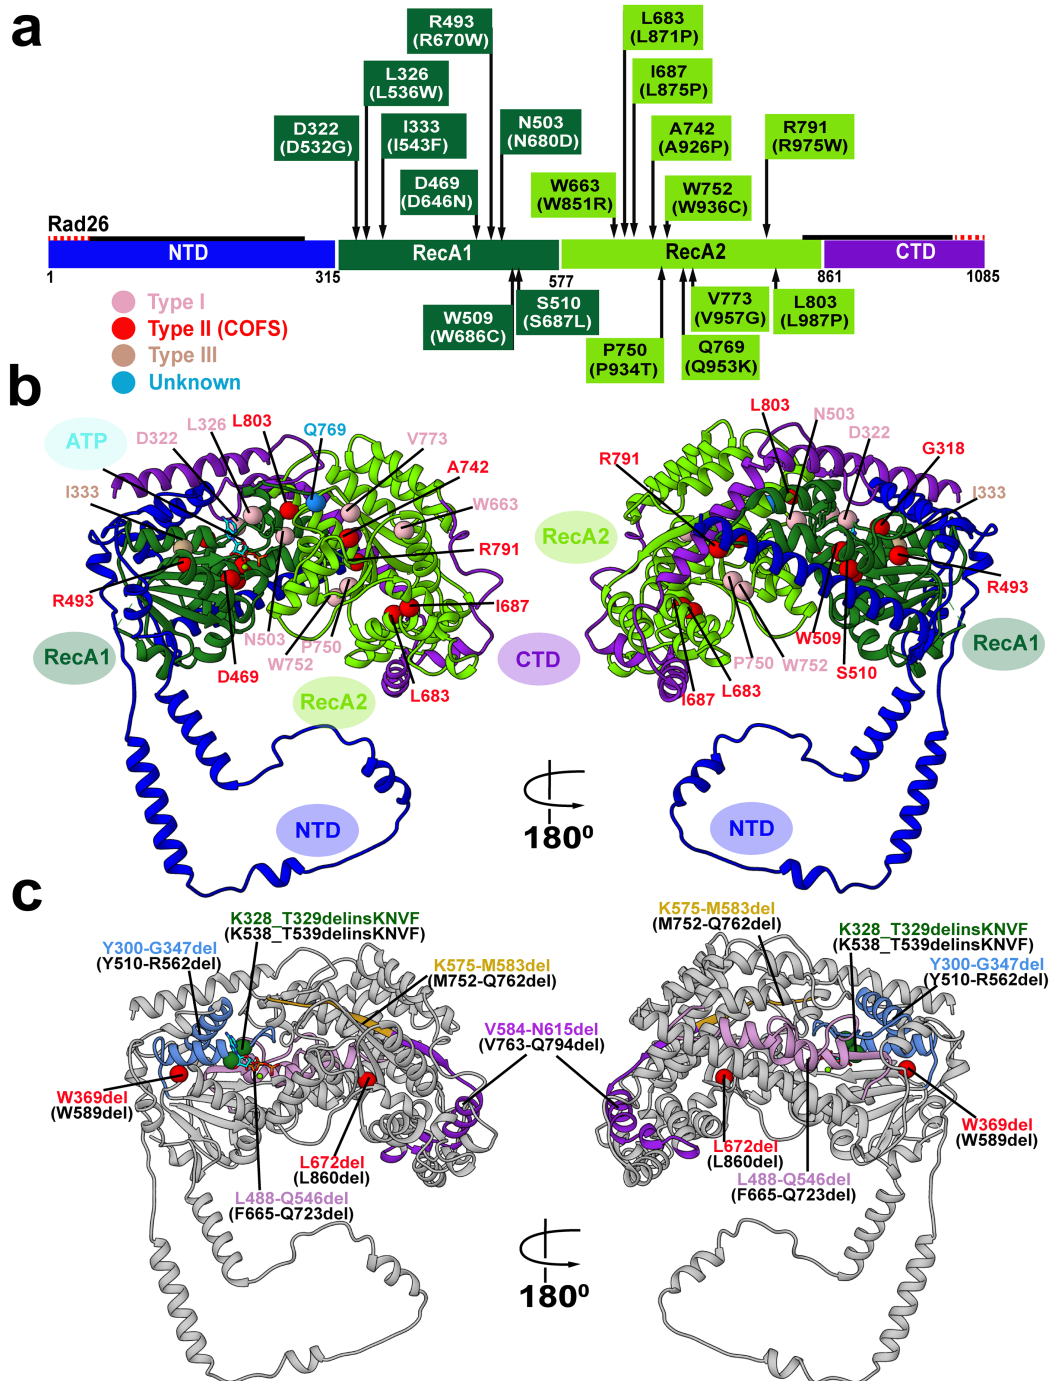 a
R493
(R670W)
L683
(L871P)
L326
(L536W)
I687
(L875P)
D322
(D532G)
I333
(I543F)
N503
(N680D)
A742
(A926P)
R791
(R975W)
D469
(D646N)
W663
(W851R)
W752
(W936C)
Rad26
NTD
RecA1
RecA2
CTD
1
315
577
861
1085
W509
(W686C)
S510
(S687L)
P750
(P934T)
V773
(V957G)
Q769
(Q953K)
L803
(L987P)
Type I
Type II (COFS)
Type III
Unknown
b
ATP
D322
L326
L803
Q769
V773
A742
W663
I333
R791
R493
I687
N503
P750
W752
D469
L683
RecA1
RecA2
CTD
NTD
L803
N503
D322
G318
R791
I333
RecA2
R493
W509
RecA1
P750
W752
S510
I687
L683
NTD
180⁰
c
K328_T329delinsKNVF
(K538_T539delinsKNVF)
Y300-G347del
(Y510-R562del)
K575-M583del
(M752-Q762del)
V584-N615del
(V763-Q794del)
W369del
(W589del)
L672del
(L860del)
L488-Q546del
(F665-Q723del)
K575-M583del
(M752-Q762del)
K328_T329delinsKNVF
(K538_T539delinsKNVF)
Y300-G347del
(Y510-R562del)
W369del
(W589del)
L672del
(L860del)
L488-Q546del
(F665-Q723del)
180⁰